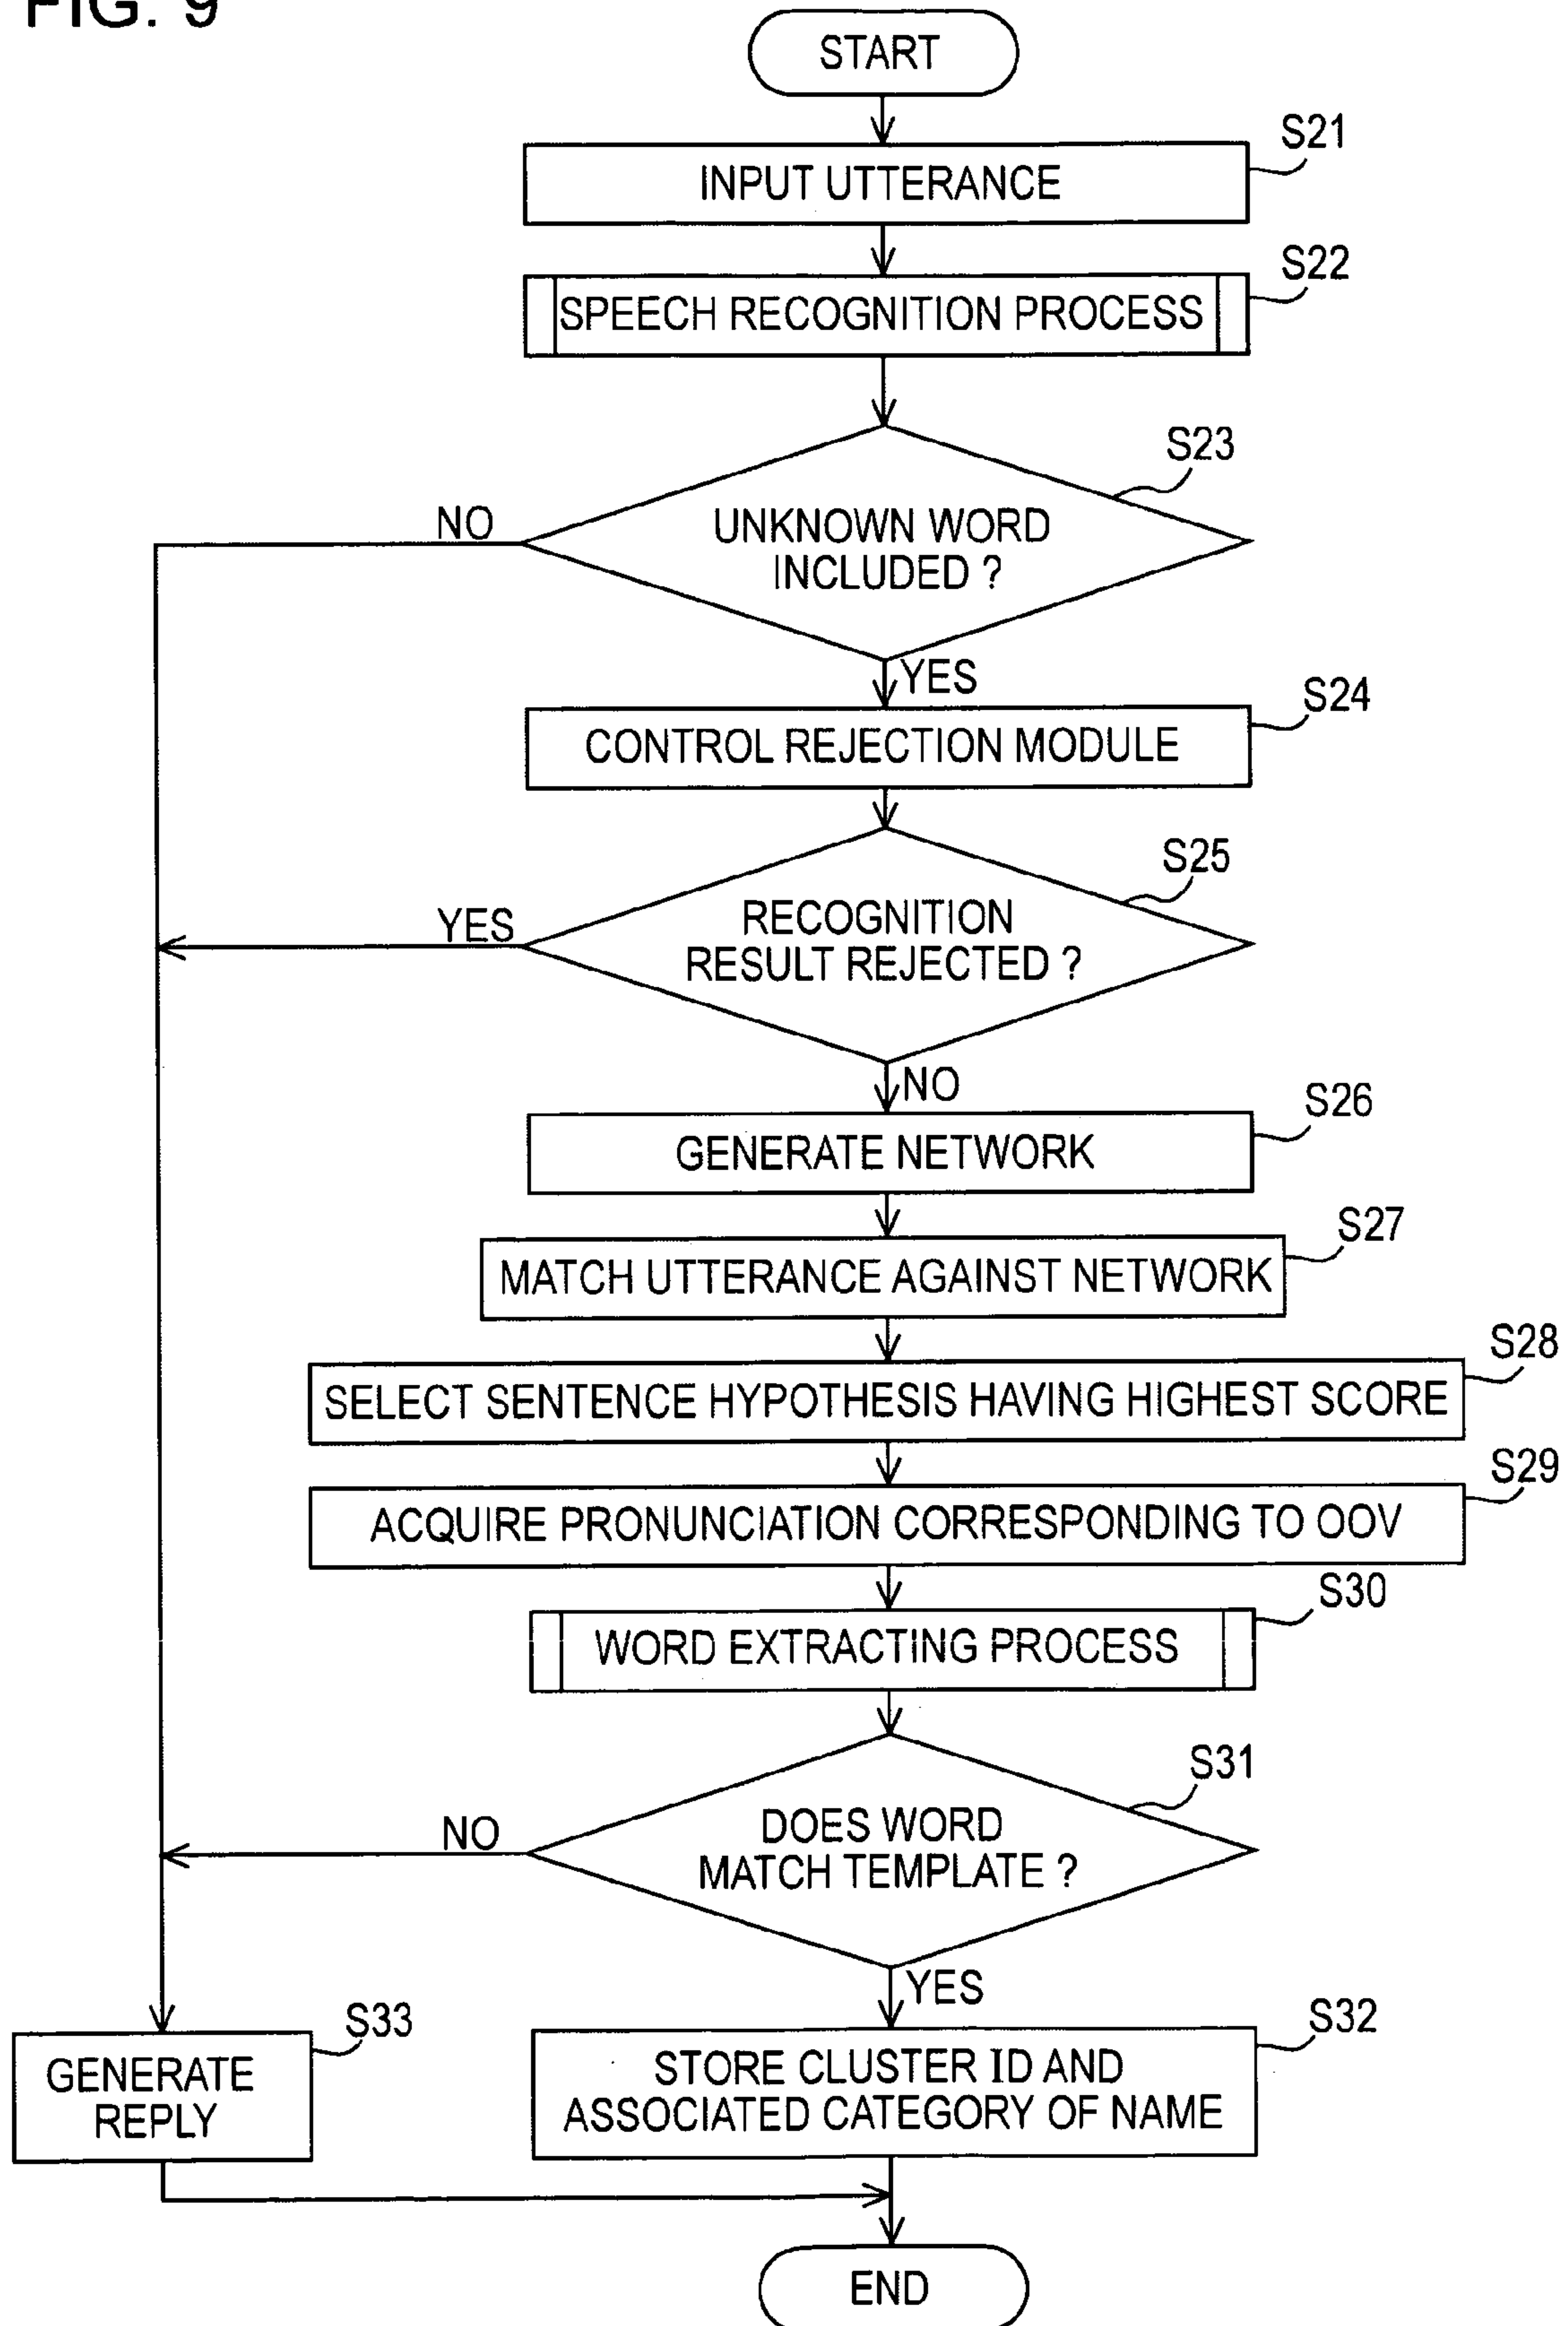 FIG. 9
START
S21
INPUT UTTERANCE
S22
SPEECH RECOGNITION PROCESS
S23
NO
UNKNOWN WORD
INCLUDED ?
YES
S24
CONTROL REJECTION MODULE
S25
YES
RECOGNITION
RESULT REJECTED ?
NO
S26
GENERATE NETWORK
S27
MATCH UTTERANCE AGAINST NETWORK
S28
SELECT SENTENCE HYPOTHESIS HAVING HIGHEST SCORE
S29
ACQUIRE PRONUNCIATION CORRESPONDING TO OOV
S30
WORD EXTRACTING PROCESS
S31
NO
DOES WORD
MATCH TEMPLATE ?
YES
S33
GENERATE
REPLY
S32
STORE CLUSTER ID AND
ASSOCIATED CATEGORY OF NAME
END